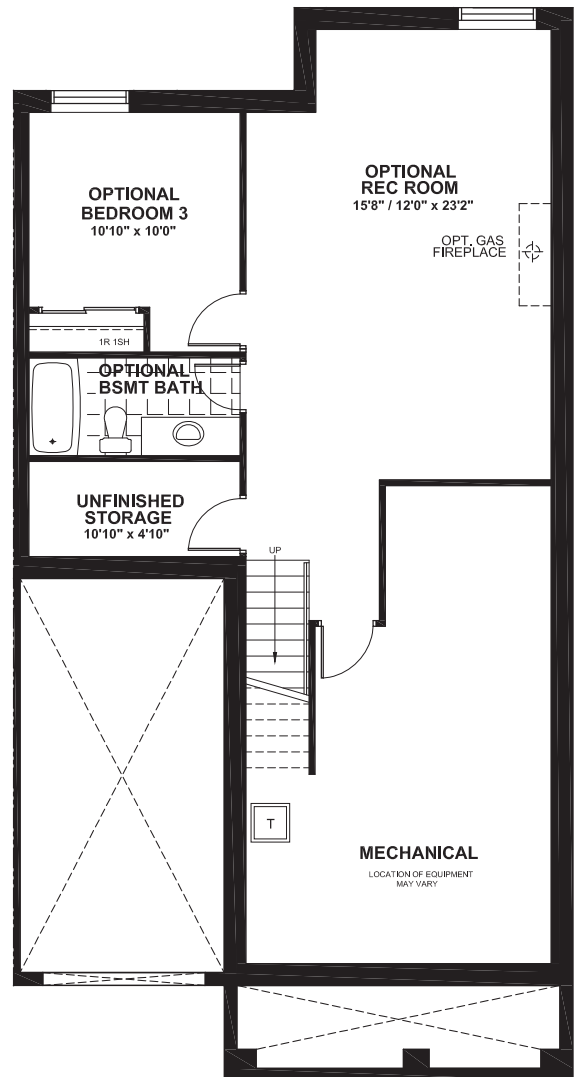 OPTIONAL
REC ROOM
15'8" / 12'0" x 23'2"
OPTIONAL
BEDROOM 3
10'10" x 10'0"
OPT. GAS
FIREPLACE
1R 1SH
OPTIONAL
BSMT BATH
UNFINISHED
STORAGE
10'10" x 4'10"
UP
T
MECHANICAL
LOCATION OF EQUIPMENT
MAY VARY